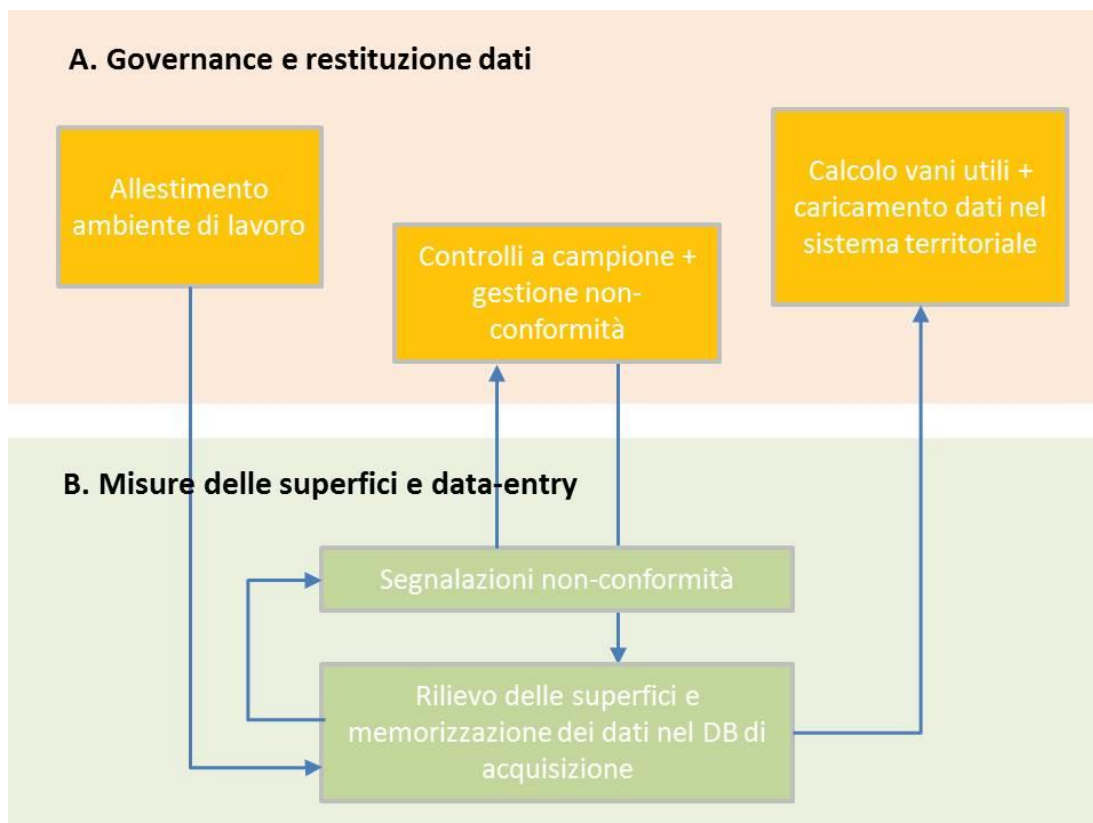 A. Governance e restituzione dati
Allestimento
ambiente di lavoro
Controlli a campione +
gestione non-
conformità
Calcolo vani utili +
caricamento dati nel
sistema territoriale
B. Misure delle superfici e data-entry
Segnalazioni non-conformità
Rilievo delle superfici e
memorizzazione dei dati nel DB di
acquisizione